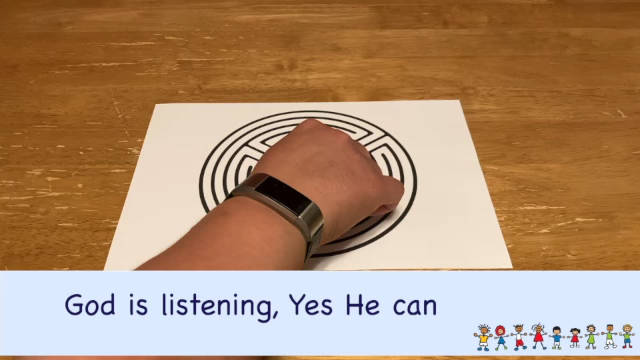 God is listening, Yes He can